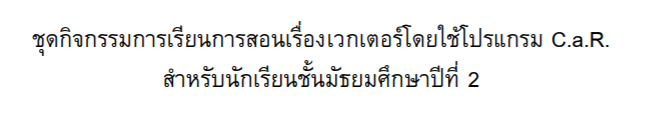 ชุดกิจกรรมการเรียนการสอนเรื่องเวกเตอร์โดยใช้โปรแกรม C.a.R.
สำหรับนักเรียนชั้นมัธยมศึกษาปีที่ 2